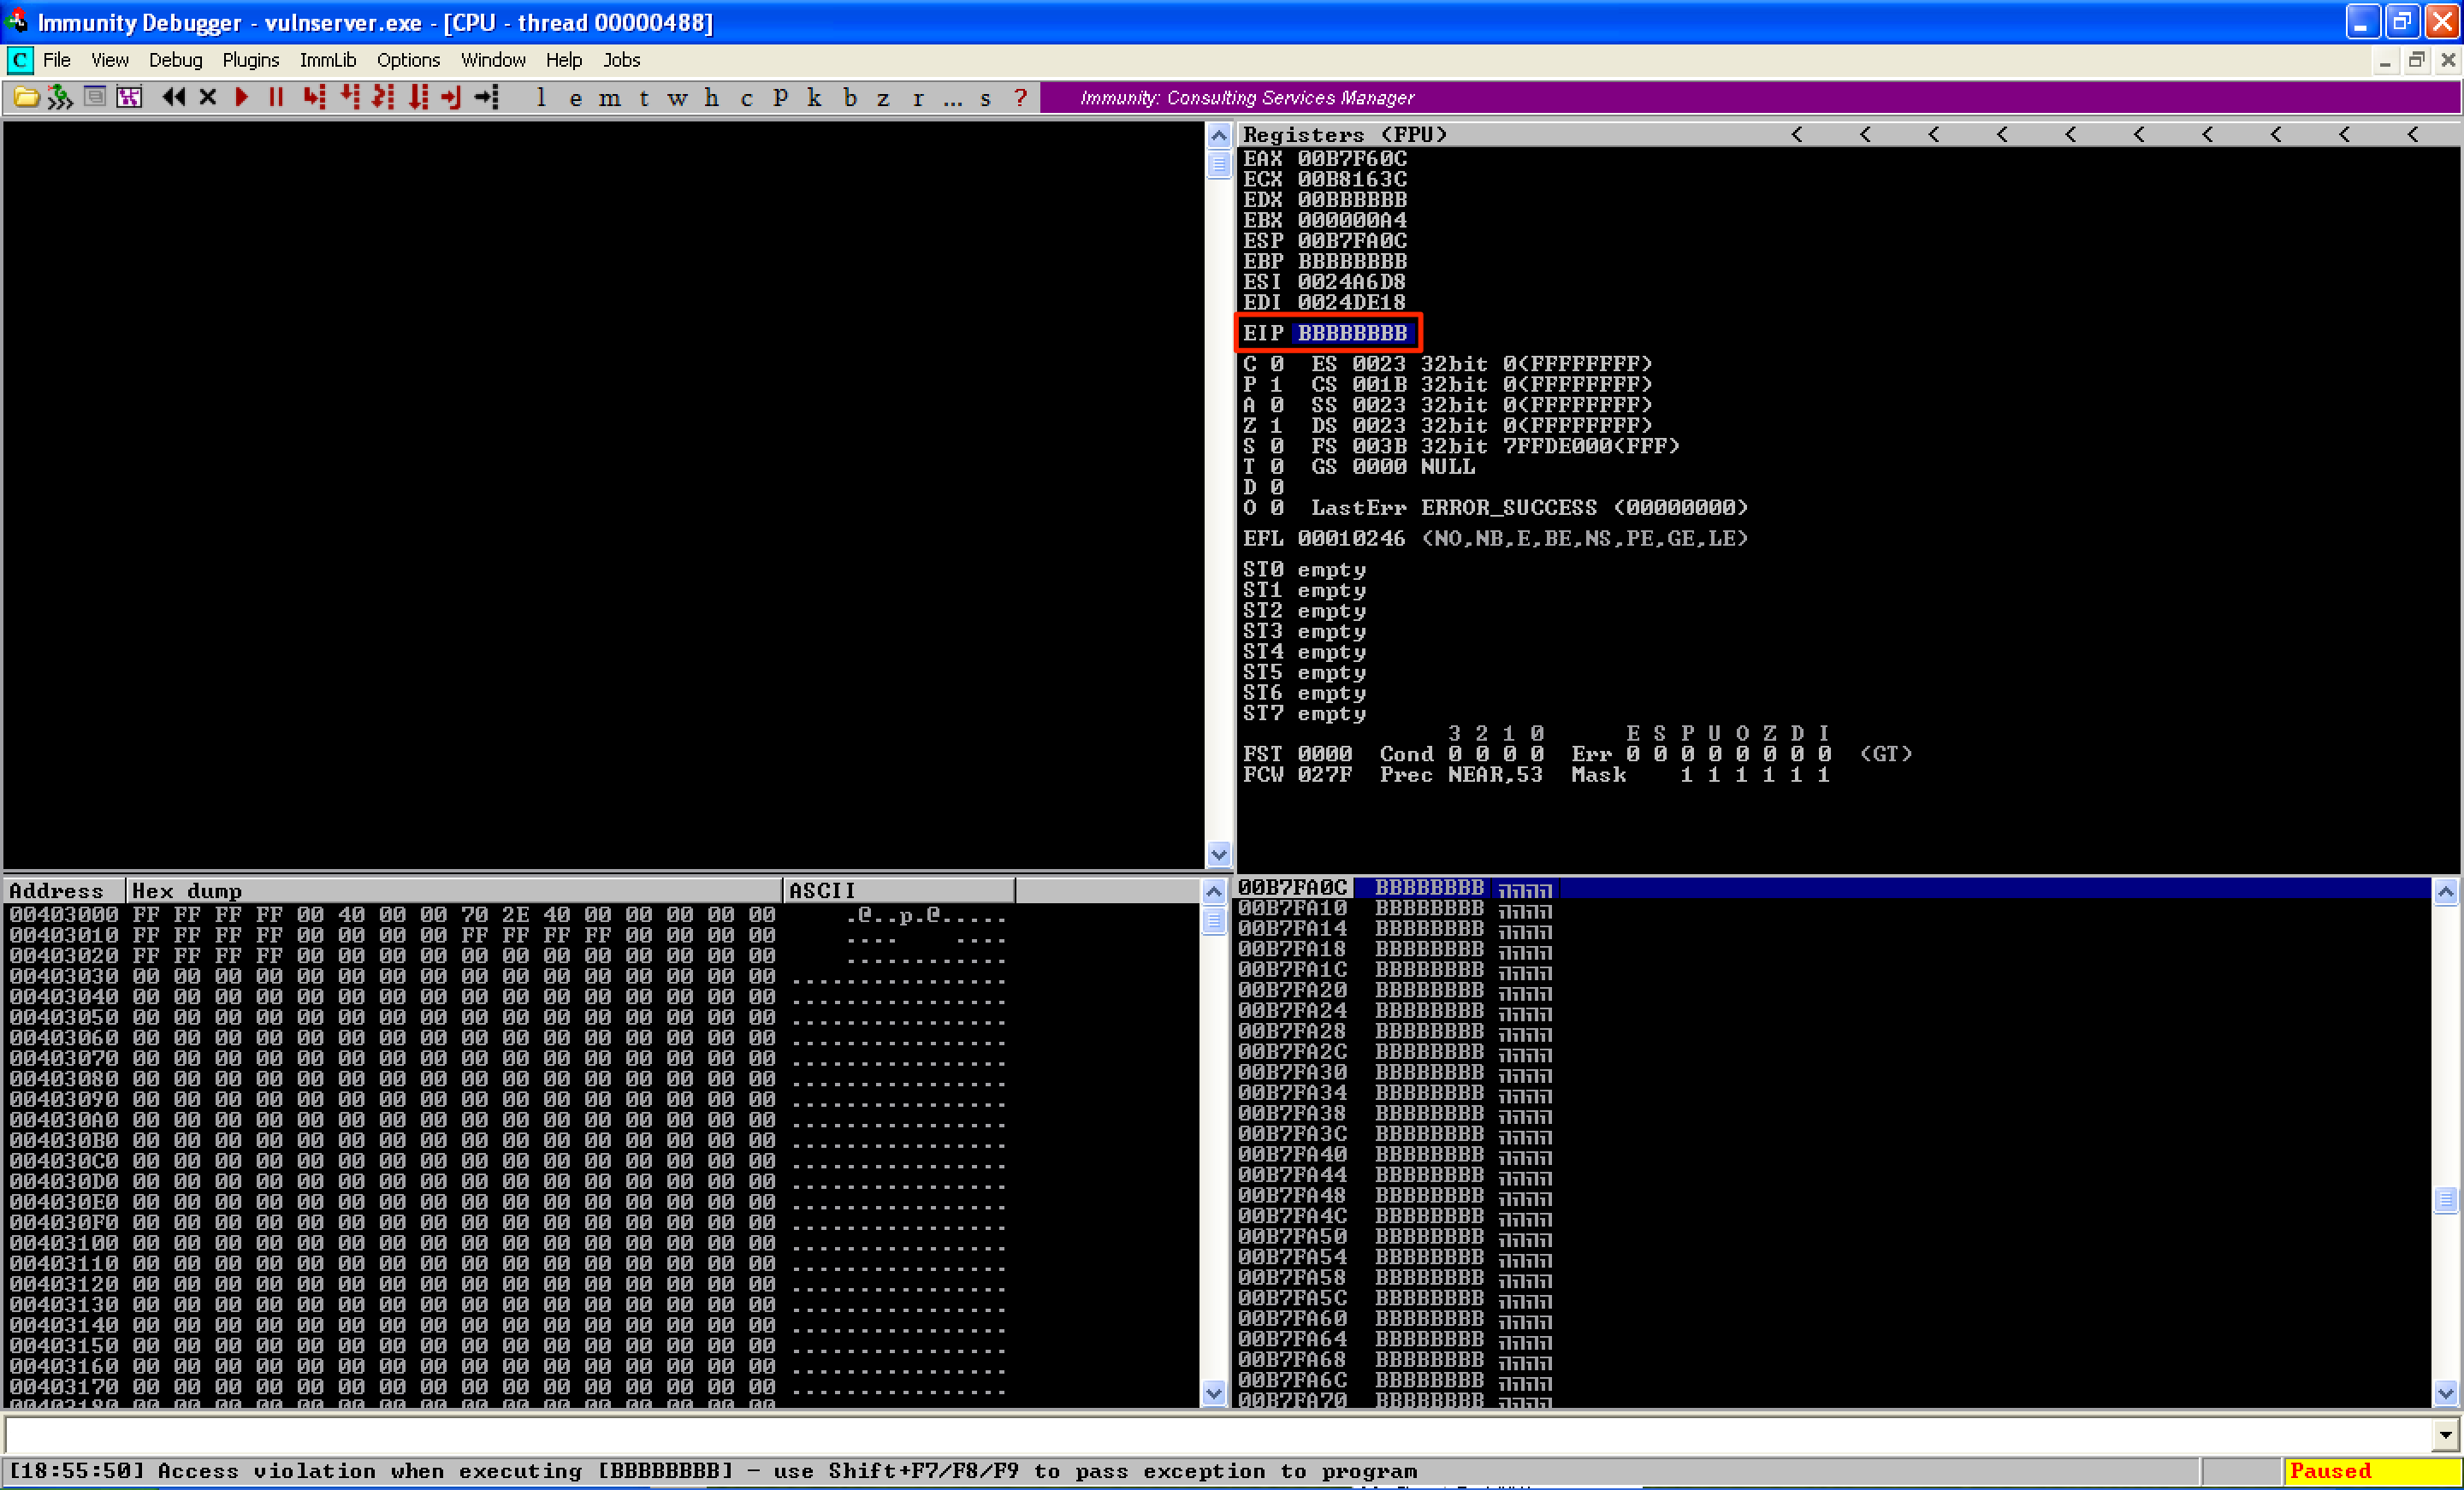 Immunity Debugger - vulnserver.exe - [CPU - thread 00000488]
C File View Debug Plugins ImmLib Options Window Help Jobs
l e m t w h c P k b z r ... s ? Immunity: Consulting Services Manager
Registers (FPU) < < < < < < < < < <
EAX 00B7F60C
ECX 00B8163C
EDX 00BBBBBB
EBX 000000A4
ESP 00B7FA0C
EBP BBBBBBBB
ESI 0024A6D8
EDI 0024DE18
EIP BBBBBBBB
C 0 ES 0023 32bit 0(FFFFFFFF)
P 1 CS 001B 32bit 0(FFFFFFFF)
A 0 SS 0023 32bit 0(FFFFFFFF)
Z 1 DS 0023 32bit 0(FFFFFFFF)
S 0 FS 003B 32bit 7FFDE000(FFF)
T 0 GS 0000 NULL
D 0
O 0 LastErr ERROR_SUCCESS (00000000)
EFL 00010246 (NO,NB,E,BE,NS,PE,GE,LE)
ST0 empty
ST1 empty
ST2 empty
ST3 empty
ST4 empty
ST5 empty
ST6 empty
ST7 empty
3 2 1 0 E S P U O Z D I
FST 0000 Cond 0 0 0 0 Err 0 0 0 0 0 0 0 0 (GT)
FCW 027F Prec NEAR,53 Mask 1 1 1 1 1 1
Address Hex dump ASCII
00403000 FF FF FF FF 00 40 00 00 70 2E 40 00 00 00 00 00 .@..p.@.....
00403010 FF FF FF FF 00 00 00 00 FF FF FF FF 00 00 00 00 .... ....
00403020 FF FF FF FF 00 00 00 00 00 00 00 00 00 00 00 00 ............
00403030 00 00 00 00 00 00 00 00 00 00 00 00 00 00 00 00 ................
00403040 00 00 00 00 00 00 00 00 00 00 00 00 00 00 00 00 ................
00403050 00 00 00 00 00 00 00 00 00 00 00 00 00 00 00 00 ................
00403060 00 00 00 00 00 00 00 00 00 00 00 00 00 00 00 00 ................
00403070 00 00 00 00 00 00 00 00 00 00 00 00 00 00 00 00 ................
00403080 00 00 00 00 00 00 00 00 00 00 00 00 00 00 00 00 ................
00403090 00 00 00 00 00 00 00 00 00 00 00 00 00 00 00 00 ................
004030A0 00 00 00 00 00 00 00 00 00 00 00 00 00 00 00 00 ................
004030B0 00 00 00 00 00 00 00 00 00 00 00 00 00 00 00 00 ................
004030C0 00 00 00 00 00 00 00 00 00 00 00 00 00 00 00 00 ................
004030D0 00 00 00 00 00 00 00 00 00 00 00 00 00 00 00 00 ................
004030E0 00 00 00 00 00 00 00 00 00 00 00 00 00 00 00 00 ................
004030F0 00 00 00 00 00 00 00 00 00 00 00 00 00 00 00 00 ................
00403100 00 00 00 00 00 00 00 00 00 00 00 00 00 00 00 00 ................
00403110 00 00 00 00 00 00 00 00 00 00 00 00 00 00 00 00 ................
00403120 00 00 00 00 00 00 00 00 00 00 00 00 00 00 00 00 ................
00403130 00 00 00 00 00 00 00 00 00 00 00 00 00 00 00 00 ................
00403140 00 00 00 00 00 00 00 00 00 00 00 00 00 00 00 00 ................
00403150 00 00 00 00 00 00 00 00 00 00 00 00 00 00 00 00 ................
00403160 00 00 00 00 00 00 00 00 00 00 00 00 00 00 00 00 ................
00403170 00 00 00 00 00 00 00 00 00 00 00 00 00 00 00 00 ................
00403180 00 00 00 00 00 00 00 00 00 00 00 00 00 00 00 00
00B7FA0C BBBBBBBB ╗╗╗╗
00B7FA10 BBBBBBBB ╗╗╗╗
00B7FA14 BBBBBBBB ╗╗╗╗
00B7FA18 BBBBBBBB ╗╗╗╗
00B7FA1C BBBBBBBB ╗╗╗╗
00B7FA20 BBBBBBBB ╗╗╗╗
00B7FA24 BBBBBBBB ╗╗╗╗
00B7FA28 BBBBBBBB ╗╗╗╗
00B7FA2C BBBBBBBB ╗╗╗╗
00B7FA30 BBBBBBBB ╗╗╗╗
00B7FA34 BBBBBBBB ╗╗╗╗
00B7FA38 BBBBBBBB ╗╗╗╗
00B7FA3C BBBBBBBB ╗╗╗╗
00B7FA40 BBBBBBBB ╗╗╗╗
00B7FA44 BBBBBBBB ╗╗╗╗
00B7FA48 BBBBBBBB ╗╗╗╗
00B7FA4C BBBBBBBB ╗╗╗╗
00B7FA50 BBBBBBBB ╗╗╗╗
00B7FA54 BBBBBBBB ╗╗╗╗
00B7FA58 BBBBBBBB ╗╗╗╗
00B7FA5C BBBBBBBB ╗╗╗╗
00B7FA60 BBBBBBBB ╗╗╗╗
00B7FA64 BBBBBBBB ╗╗╗╗
00B7FA68 BBBBBBBB ╗╗╗╗
00B7FA6C BBBBBBBB ╗╗╗╗
00B7FA70 BBBBBBBB ╗╗╗╗
[18:55:50] Access violation when executing [BBBBBBBB] - use Shift+F7/F8/F9 to pass exception to program
Paused